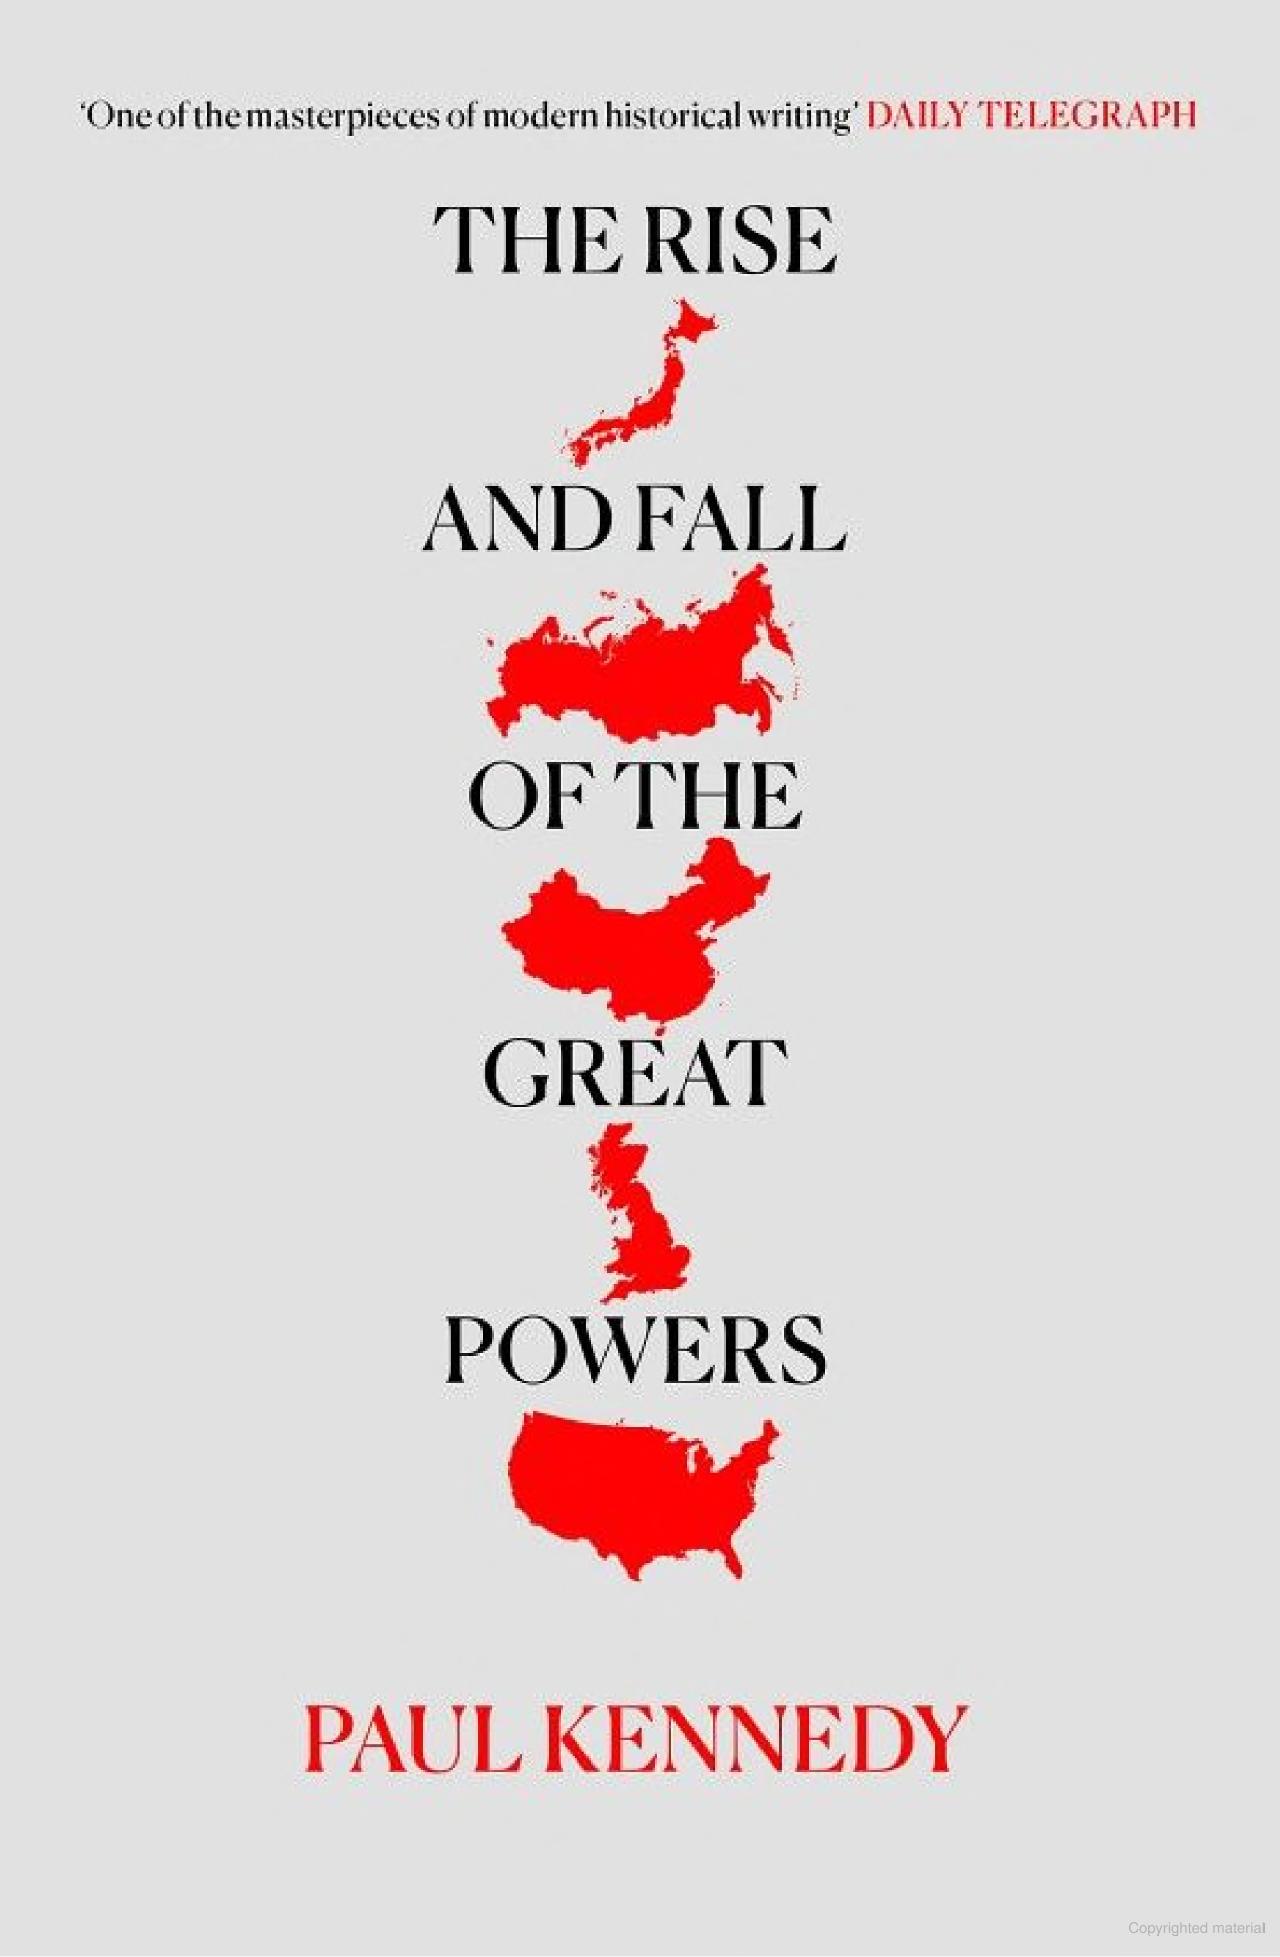 ‘One of the masterpieces of modern historical writing’ DAILY TELEGRAPH
THE RISE
AND FALL
OF THE
GREAT
POWERS
PAUL KENNEDY
Copyrighted material